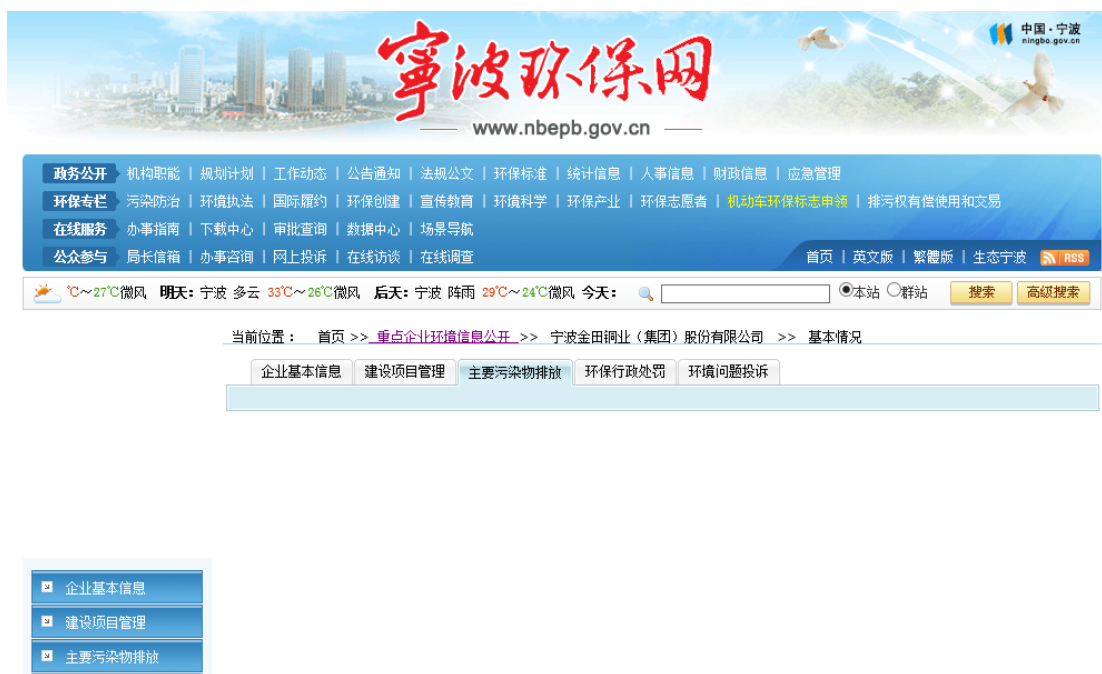 中国·宁波
ningbo.gov.cn
寧波环保网
www.nbepb.gov.cn
政务公开 机构职能 | 规划计划 | 工作动态 | 公告通知 | 法规公文 | 环保标准 | 统计信息 | 人事信息 | 财政信息 | 应急管理
环保专栏 污染防治 | 环境执法 | 国际履约 | 环保创建 | 宣传教育 | 环境科学 | 环保产业 | 环保志愿者 | 机动车环保标志申领 | 排污权有偿使用和交易
在线服务 办事指南 | 下载中心 | 审批查询 | 数据中心 | 场景导航
公众参与 局长信箱 | 办事咨询 | 网上投诉 | 在线访谈 | 在线调查
首页 | 英文版 | 繁體版 | 生态宁波 RSS
℃～27℃微风 明天：宁波 多云 33℃～26℃微风 后天：宁波 阵雨 29℃～24℃微风 今天： 本站 群站 搜索 高级搜索
当前位置： 首页 >> 重点企业环境信息公开 >> 宁波金田铜业（集团）股份有限公司 >> 基本情况
企业基本信息 建设项目管理 主要污染物排放 环保行政处罚 环境问题投诉
企业基本信息
建设项目管理
主要污染物排放